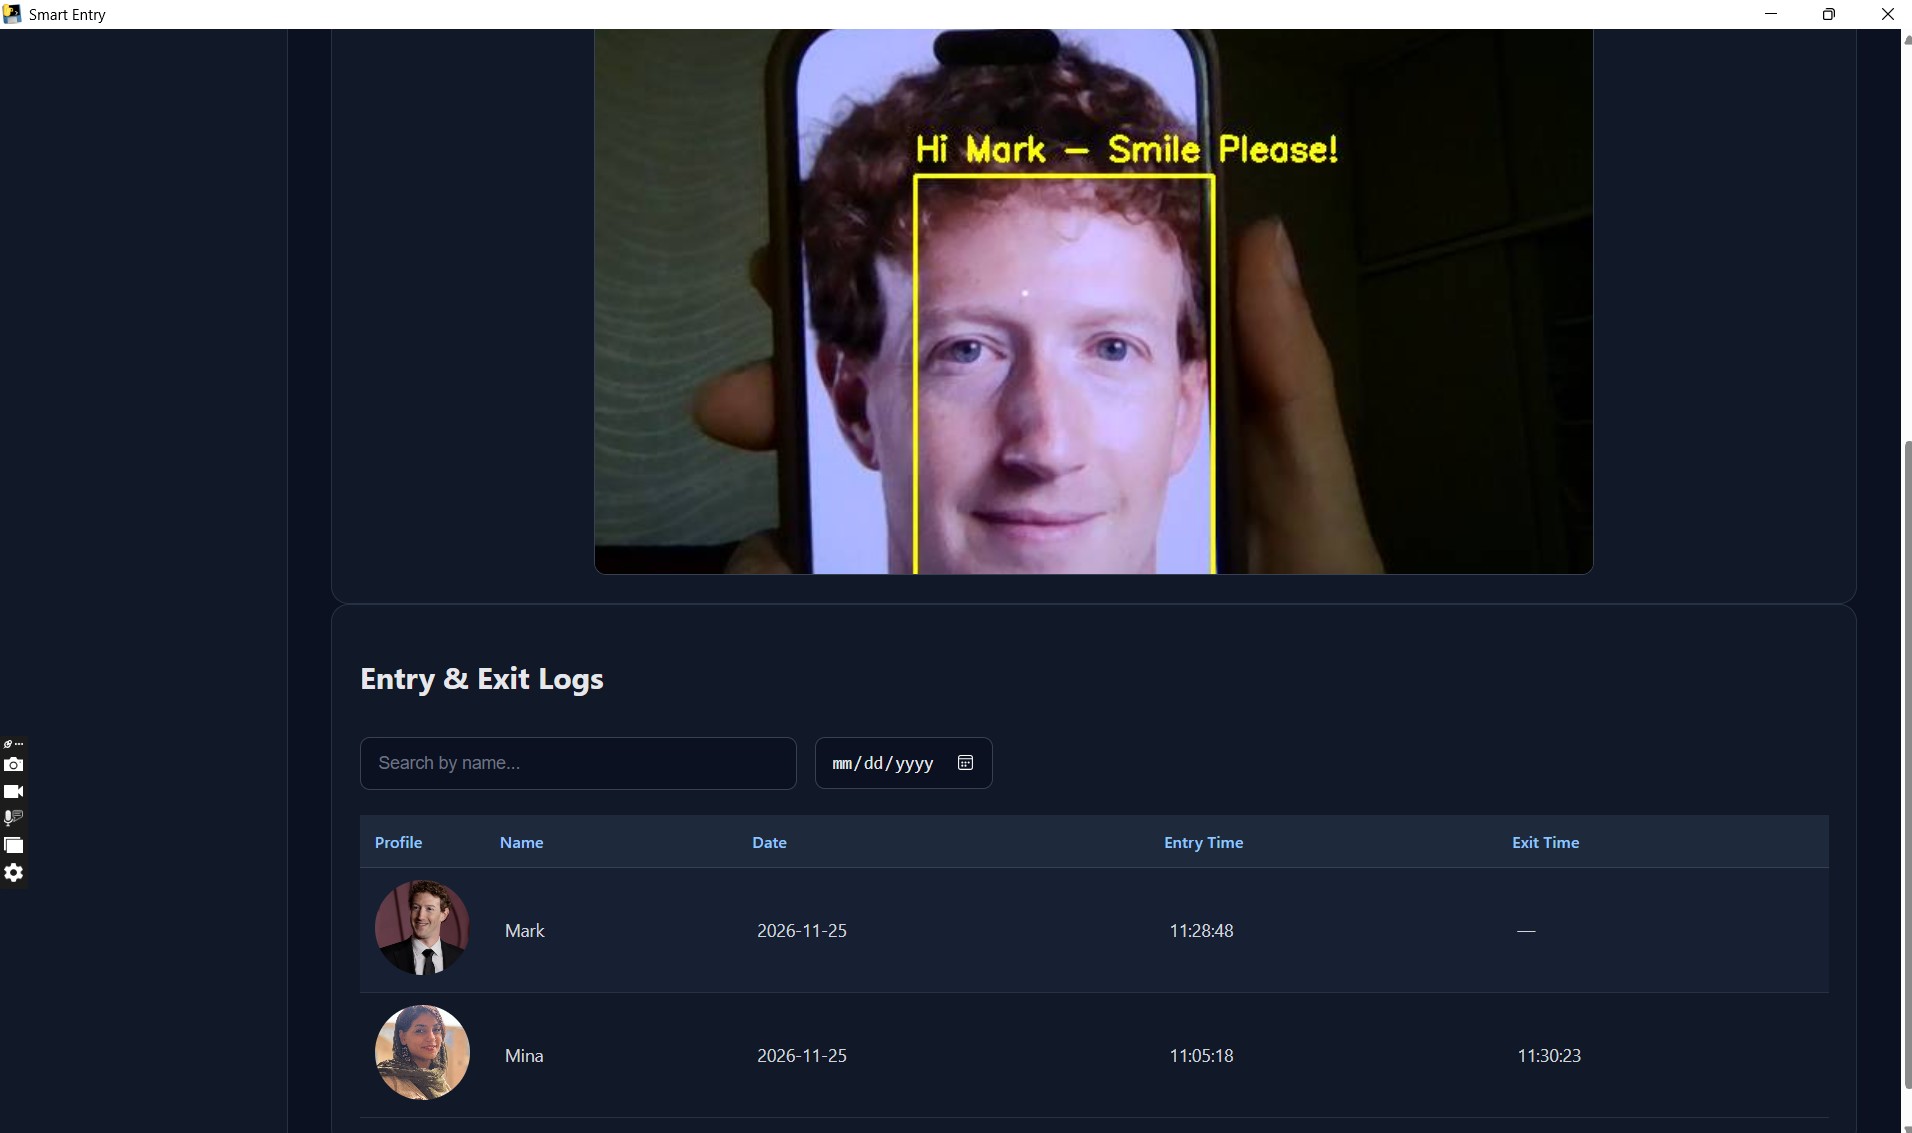 Smart Entry
Hi Mark - Smile Please!
Entry & Exit Logs
Search by name...
mm/dd/yyyy
Profile Name Date Entry Time Exit Time
Mark 2026-11-25 11:28:48 —
Mina 2026-11-25 11:05:18 11:30:23